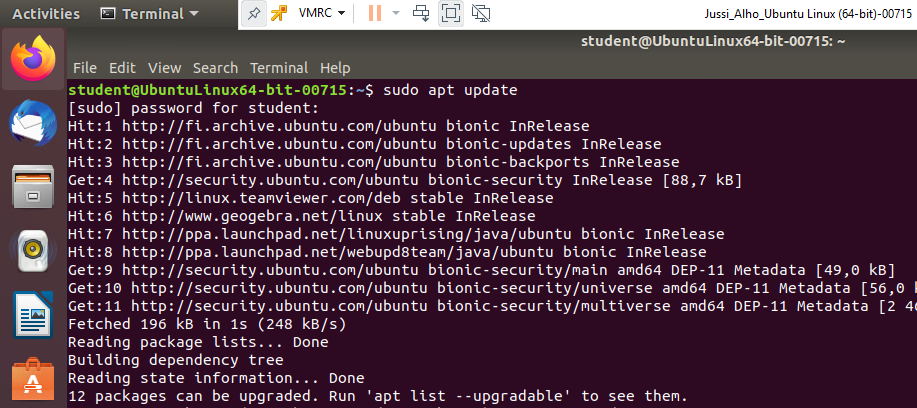 Activities Terminal VMRC Jussi_Alho_Ubuntu Linux (64-bit)-00715
student@UbuntuLinux64-bit-00715: ~
File Edit View Search Terminal Help
student@UbuntuLinux64-bit-00715:~$ sudo apt update
[sudo] password for student:
Hit:1 http://fi.archive.ubuntu.com/ubuntu bionic InRelease
Hit:2 http://fi.archive.ubuntu.com/ubuntu bionic-updates InRelease
Hit:3 http://fi.archive.ubuntu.com/ubuntu bionic-backports InRelease
Get:4 http://security.ubuntu.com/ubuntu bionic-security InRelease [88,7 kB]
Hit:5 http://linux.teamviewer.com/deb stable InRelease
Hit:6 http://www.geogebra.net/linux stable InRelease
Hit:7 http://ppa.launchpad.net/linuxuprising/java/ubuntu bionic InRelease
Hit:8 http://ppa.launchpad.net/webupd8team/java/ubuntu bionic InRelease
Get:9 http://security.ubuntu.com/ubuntu bionic-security/main amd64 DEP-11 Metadata [49,0 kB]
Get:10 http://security.ubuntu.com/ubuntu bionic-security/universe amd64 DEP-11 Metadata [56,0
Get:11 http://security.ubuntu.com/ubuntu bionic-security/multiverse amd64 DEP-11 Metadata [2
Fetched 196 kB in 1s (248 kB/s)
Reading package lists... Done
Building dependency tree
Reading state information... Done
12 packages can be upgraded. Run 'apt list --upgradable' to see them.